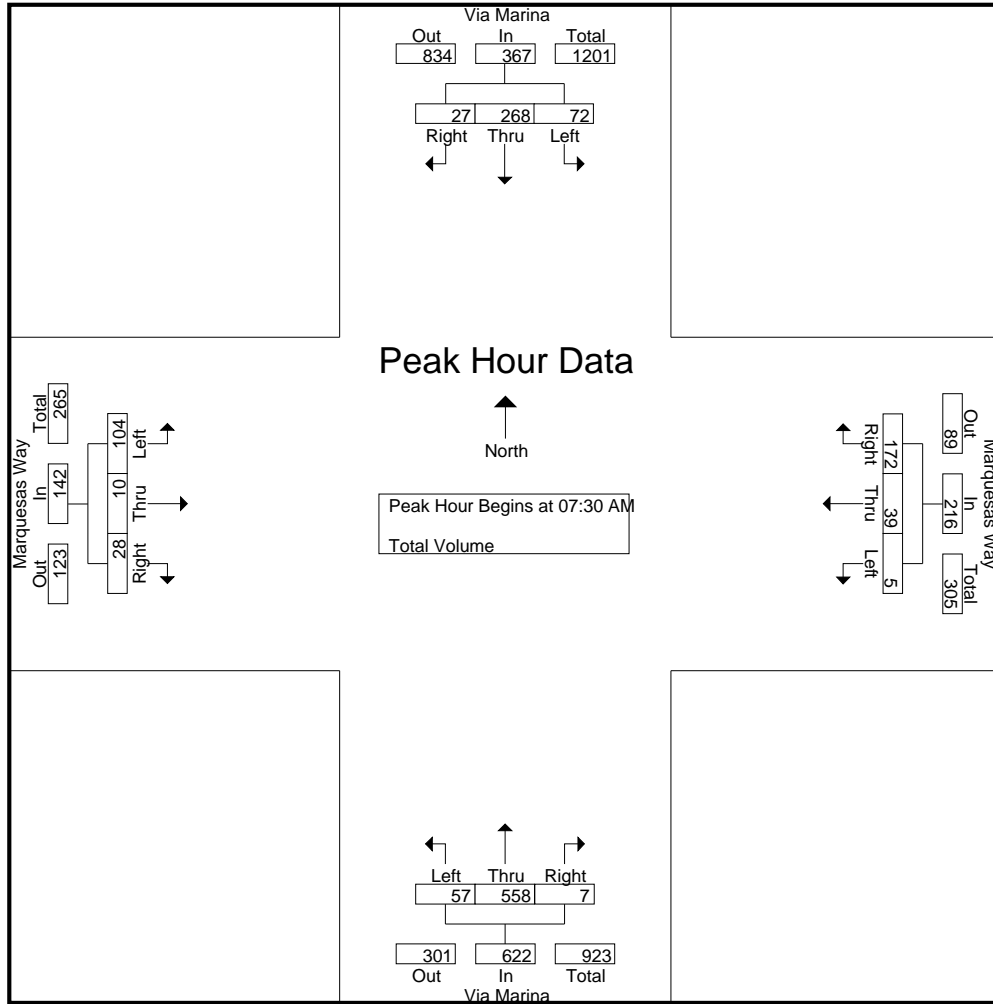 Via Marina
Out In Total
834 367 1201
27 268 72
Right Thru Left
Peak Hour Data
North
Peak Hour Begins at 07:30 AM
Total Volume
Marquesas Way
Total In Out
265 142 123
104 10 28
Left Thru Right
Marquesas Way
Out In Total
89 216 305
172 39 5
Right Thru Left
Left Thru Right
57 558 7
301 622 923
Out In Total
Via Marina